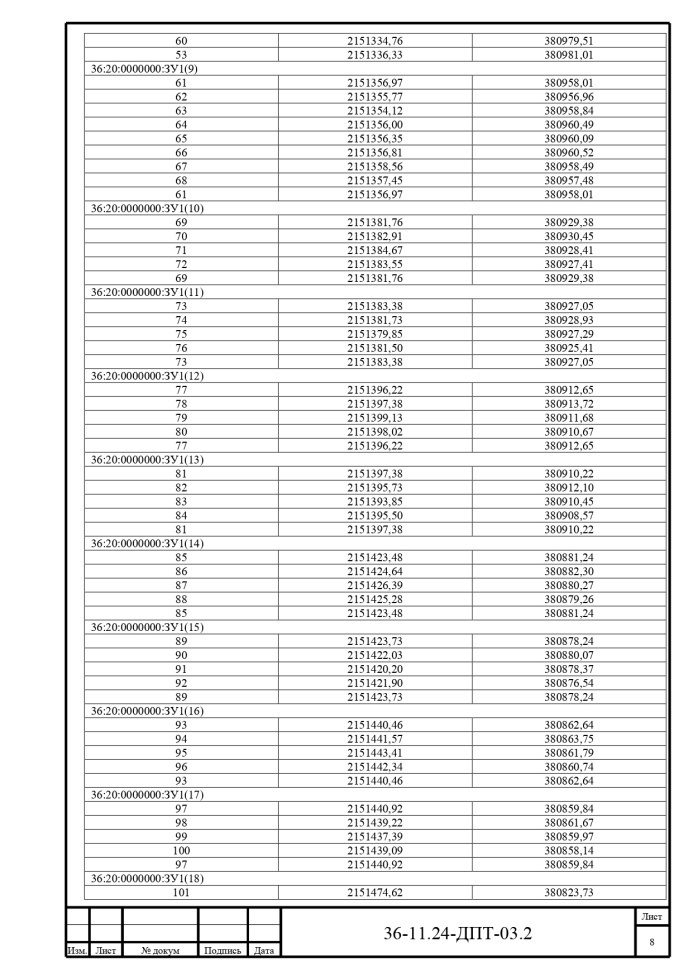 60 2151334,76 380979,51
53 2151336,33 380981,01
36:20:0000000:ЗУ1(9)
61 2151356,97 380958,01
62 2151355,77 380956,96
63 2151354,12 380958,84
64 2151356,00 380960,49
65 2151356,35 380960,09
66 2151356,81 380960,52
67 2151358,56 380958,49
68 2151357,45 380957,48
61 2151356,97 380958,01
36:20:0000000:ЗУ1(10)
69 2151381,76 380929,38
70 2151382,91 380930,45
71 2151384,67 380928,41
72 2151383,55 380927,41
69 2151381,76 380929,38
36:20:0000000:ЗУ1(11)
73 2151383,38 380927,05
74 2151381,73 380928,93
75 2151379,85 380927,29
76 2151381,50 380925,41
73 2151383,38 380927,05
36:20:0000000:ЗУ1(12)
77 2151396,22 380912,65
78 2151397,38 380913,72
79 2151399,13 380911,68
80 2151398,02 380910,67
77 2151396,22 380912,65
36:20:0000000:ЗУ1(13)
81 2151397,38 380910,22
82 2151395,73 380912,10
83 2151393,85 380910,45
84 2151395,50 380908,57
81 2151397,38 380910,22
36:20:0000000:ЗУ1(14)
85 2151423,48 380881,24
86 2151424,64 380882,30
87 2151426,39 380880,27
88 2151425,28 380879,26
85 2151423,48 380881,24
36:20:0000000:ЗУ1(15)
89 2151423,73 380878,24
90 2151422,03 380880,07
91 2151420,20 380878,37
92 2151421,90 380876,54
89 2151423,73 380878,24
36:20:0000000:ЗУ1(16)
93 2151440,46 380862,64
94 2151441,57 380863,75
95 2151443,41 380861,79
96 2151442,34 380860,74
93 2151440,46 380862,64
36:20:0000000:ЗУ1(17)
97 2151440,92 380859,84
98 2151439,22 380861,67
99 2151437,39 380859,97
100 2151439,09 380858,14
97 2151440,92 380859,84
36:20:0000000:ЗУ1(18)
101 2151474,62 380823,73
36-11.24-ДПТ-03.2
Лист
8
Изм. Лист № докум Подпись Дата